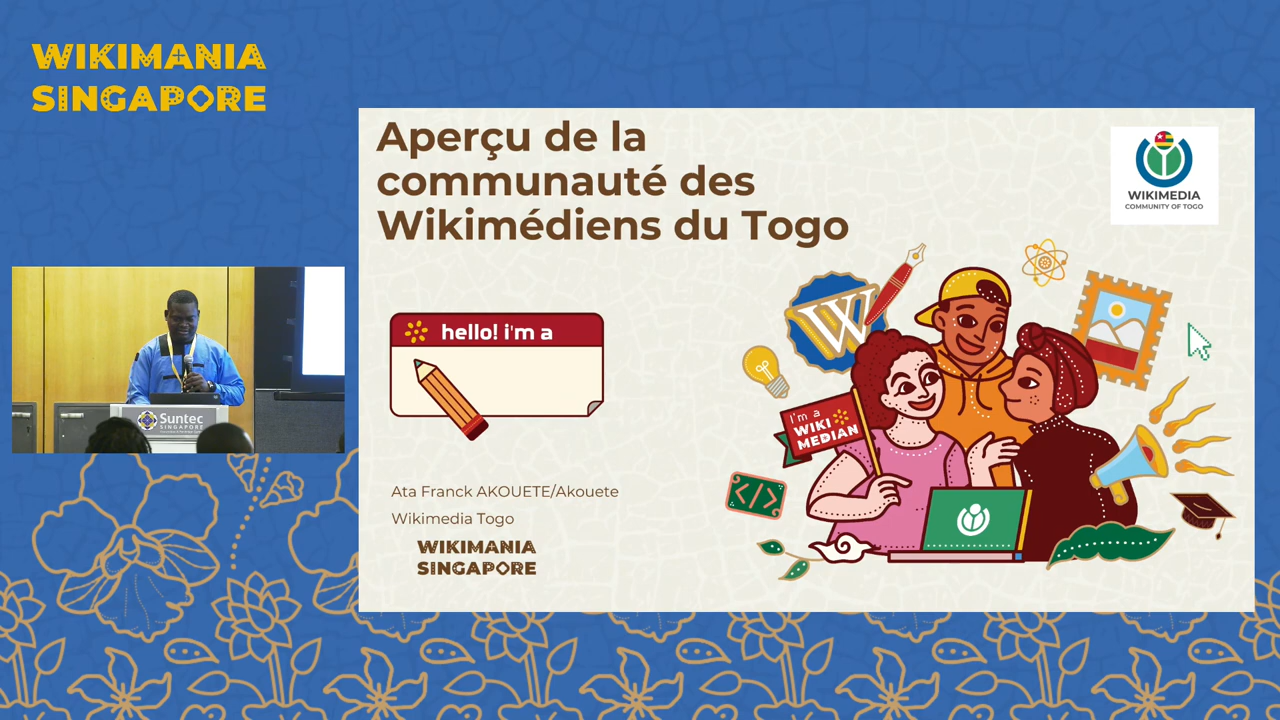 WIKIMANIA
SINGAPORE
Aperçu de la
communauté des
Wikimédiens du Togo
WIKIMEDIA
COMMUNITY OF TOGO
hello! i'm a
W
I'm a
WIKI
MEDIAN
</>
Suntec
SINGAPORE
Ata Franck AKOUETE/Akouete
Wikimedia Togo
WIKIMANIA
SINGAPORE